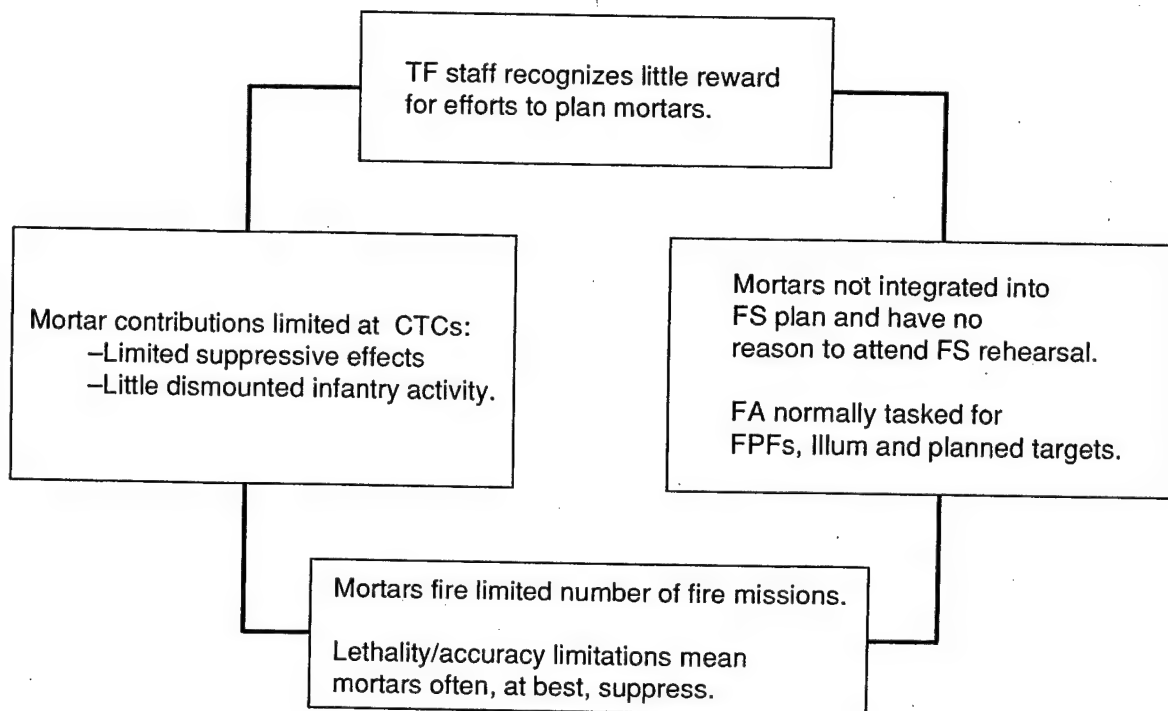 TF staff recognizes little reward
for efforts to plan mortars.
Mortar contributions limited at CTCs:
–Limited suppressive effects
–Little dismounted infantry activity.
Mortars not integrated into
FS plan and have no
reason to attend FS rehearsal.
FA normally tasked for
FPFs, Illum and planned targets.
Mortars fire limited number of fire missions.
Lethality/accuracy limitations mean
mortars often, at best, suppress.